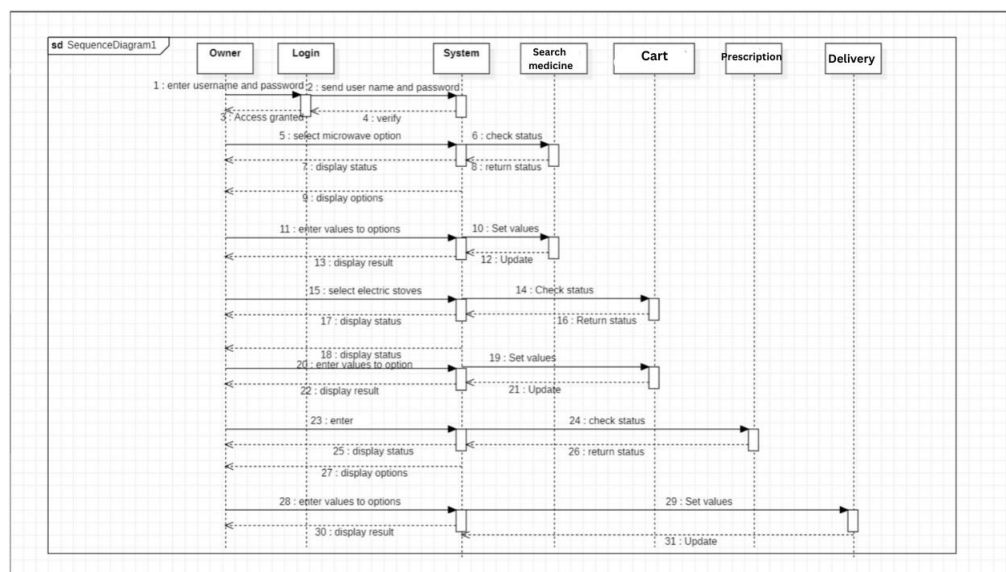 sd SequenceDiagram1
Owner
Login
System
Search
medicine
Cart
Prescription
Delivery
1 : enter username and password
2 : send user name and password
3 : Access granted
4 : verify
5 : select microwave option
6 : check status
7 : display status
8 : return status
9 : display options
11 : enter values to options
10 : Set values
12 : Update
13 : display result
15 : select electric stoves
14 : Check status
17 : display status
16 : Return status
18 : display status
19 : Set values
20 : enter values to option
22 : display result
21 : Update
23 : enter
24 : check status
25 : display status
26 : return status
27 : display options
28 : enter values to options
29 : Set values
30 : display result
31 : Update